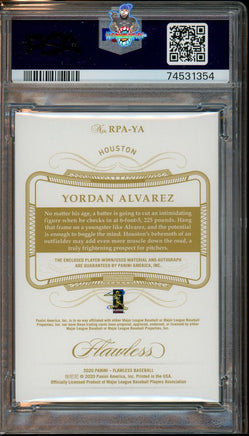 74531354
No. RPA-YA
HOUSTON
YORDAN ALVAREZ
No matter his age, a batter is going to cut an intimidating
figure when he checks in at 6-foot-5, 225 pounds. Hang
that frame on a youngster like Alvarez, and the potential
is enough to boggle the mind. Houston's behemoth of an
outfielder may add even more muscle down the road, a
truly frightening prospect for pitchers.
THE ENCLOSED PLAYER-WORN/USED MATERIAL AND AUTOGRAPH
ARE GUARANTEED BY PANINI AMERICA, INC.
Flawless
2020 PANINI - FLAWLESS BASEBALL
© 2020 Panini America, Inc. Printed in the USA.
Officially Licensed Product of Major League Baseball Players Association